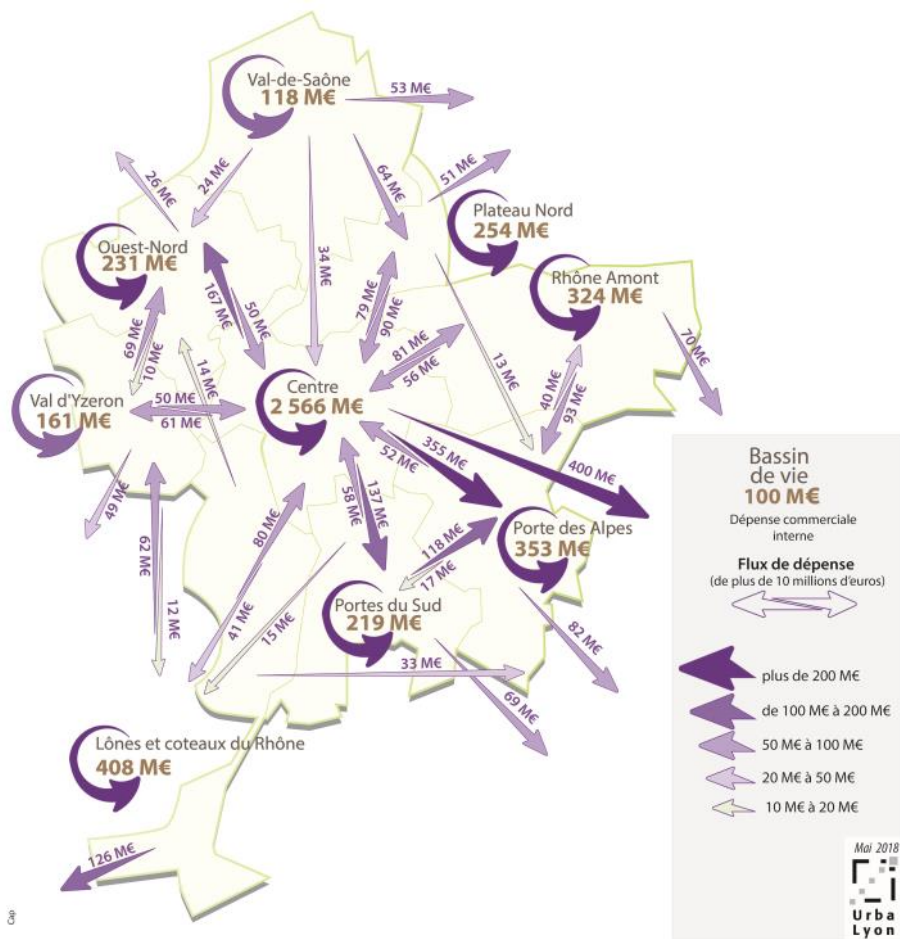 Val-de-Saône
118 M€
53 M€
26 M€
24 M€
64 M€
51 M€
34 M€
Plateau Nord
254 M€
Ouest-Nord
231 M€
Rhône Amont
324 M€
167 M€
50 M€
79 M€
90 M€
69 M€
10 M€
14 M€
81 M€
56 M€
13 M€
40 M€
93 M€
70 M€
Val d'Yzeron
161 M€
50 M€
61 M€
Centre
2 566 M€
355 M€
52 M€
400 M€
49 M€
62 M€
12 M€
80 M€
41 M€
58 M€
137 M€
15 M€
118 M€
17 M€
Porte des Alpes
353 M€
Portes du Sud
219 M€
33 M€
82 M€
69 M€
Lônes et coteaux du Rhône
408 M€
126 M€
Bassin
de vie
100 M€
Dépense commerciale
interne
Flux de dépense
(de plus de 10 millions d'euros)
plus de 200 M€
de 100 M€ à 200 M€
50 M€ à 100 M€
20 M€ à 50 M€
10 M€ à 20 M€
Mai 2018
Urba
Lyon
Cap